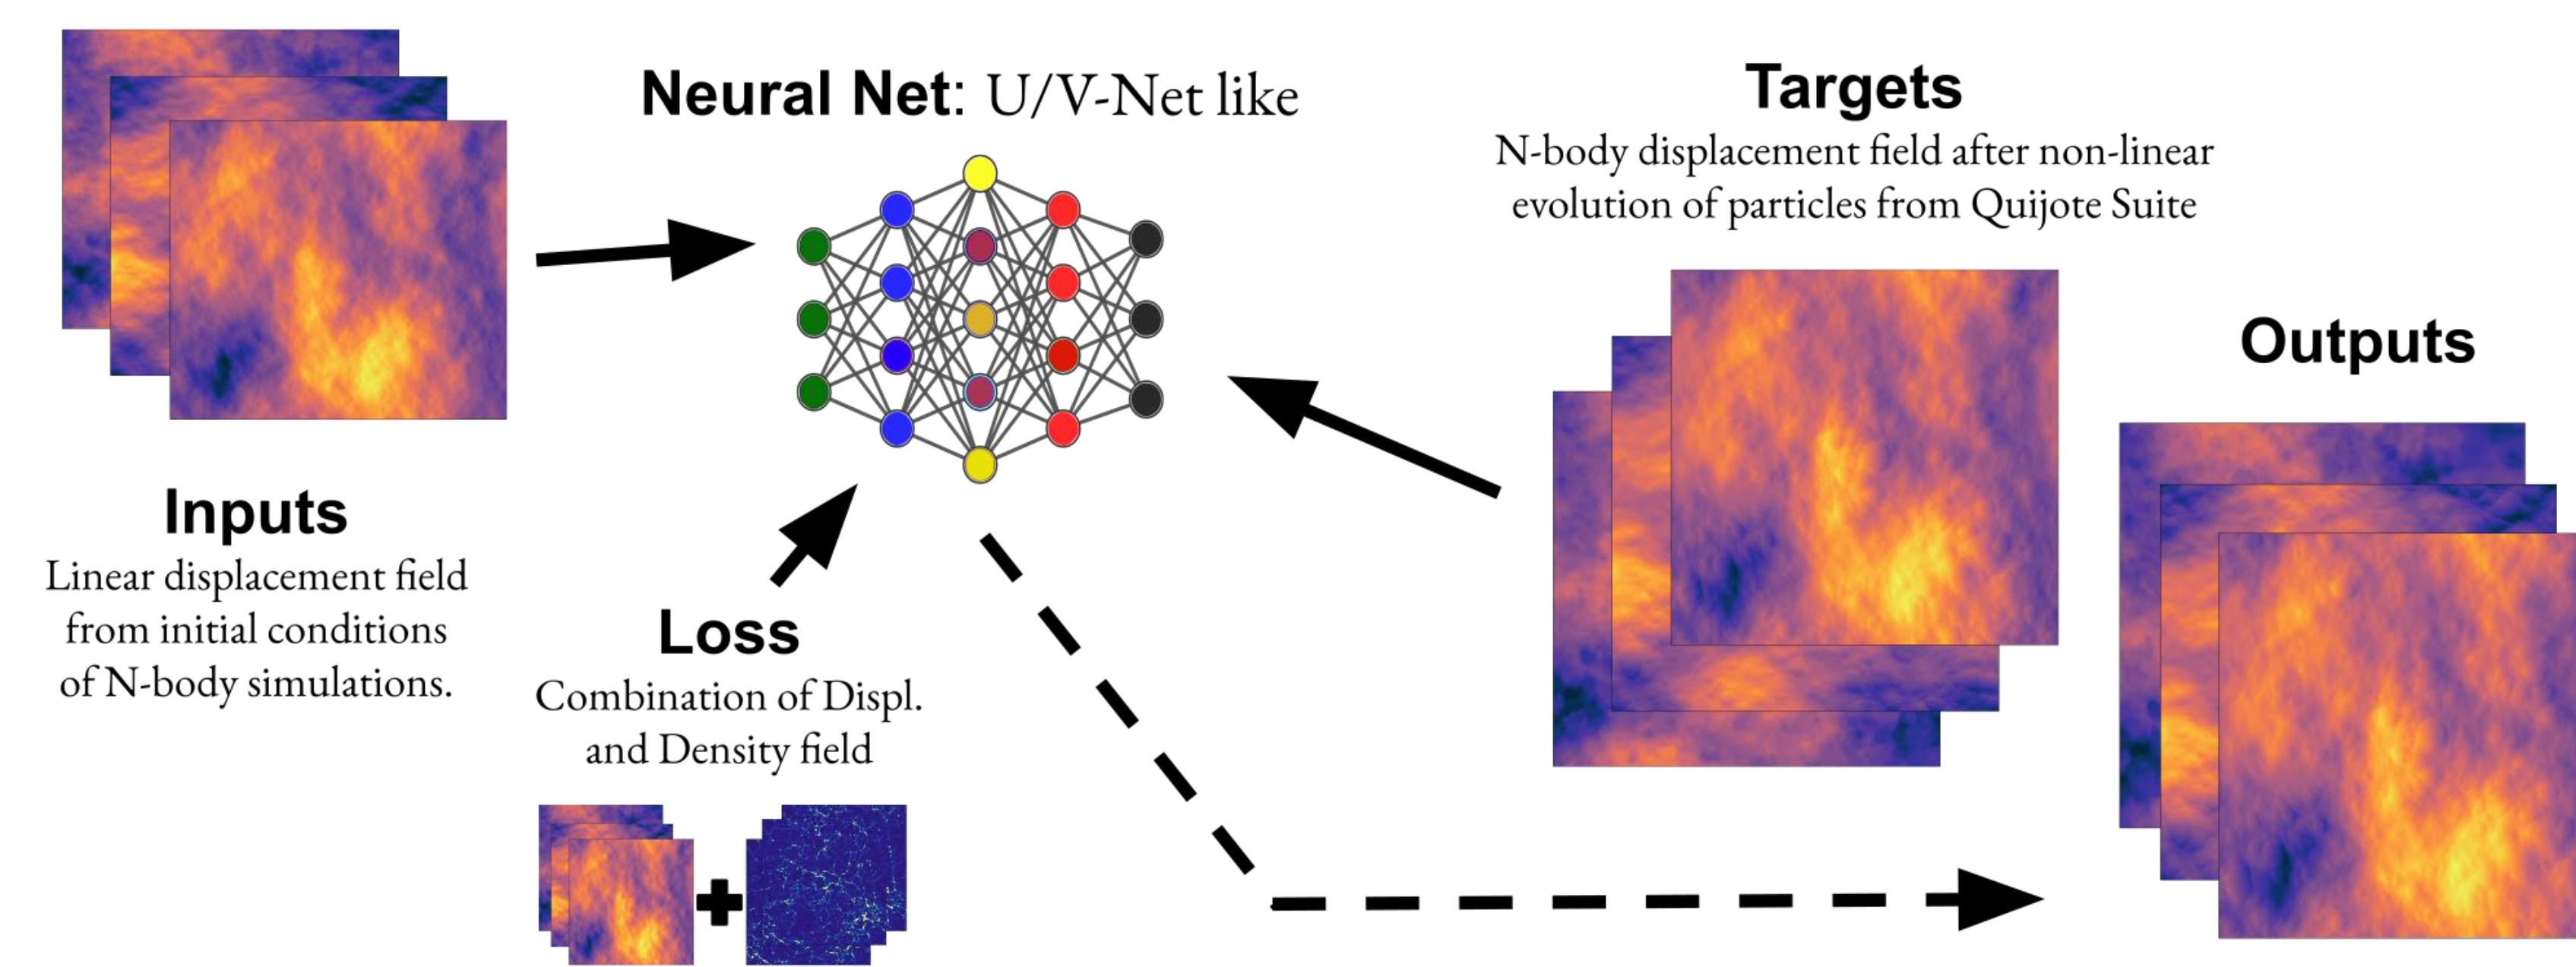 Neural Net: U/V-Net like
Targets
N-body displacement field after non-linear
evolution of particles from Quijote Suite
Outputs
Inputs
Linear displacement field
from initial conditions
of N-body simulations.
Loss
Combination of Displ.
and Density field